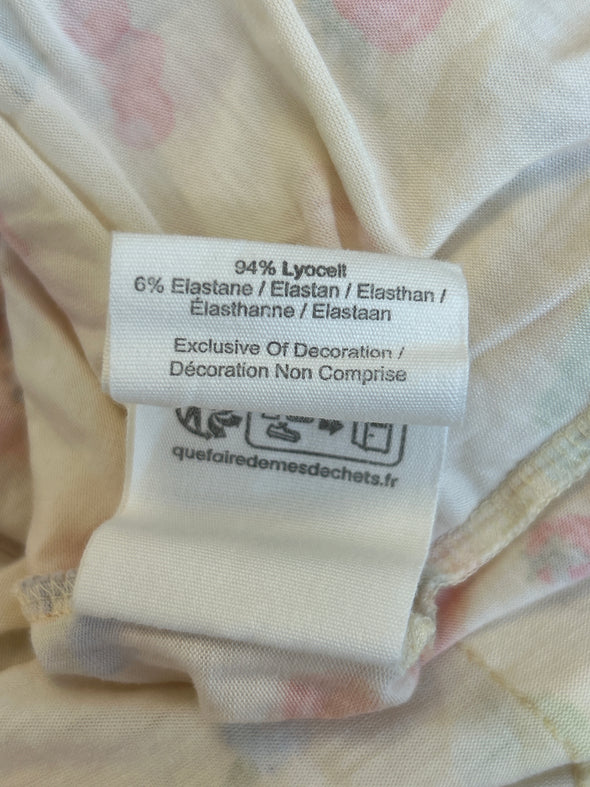 94% Lyocell
6% Elastane / Elastan / Elasthan /
Élasthanne / Elastaan
Exclusive Of Decoration /
Décoration Non Comprise
quefairedemesdechets.fr